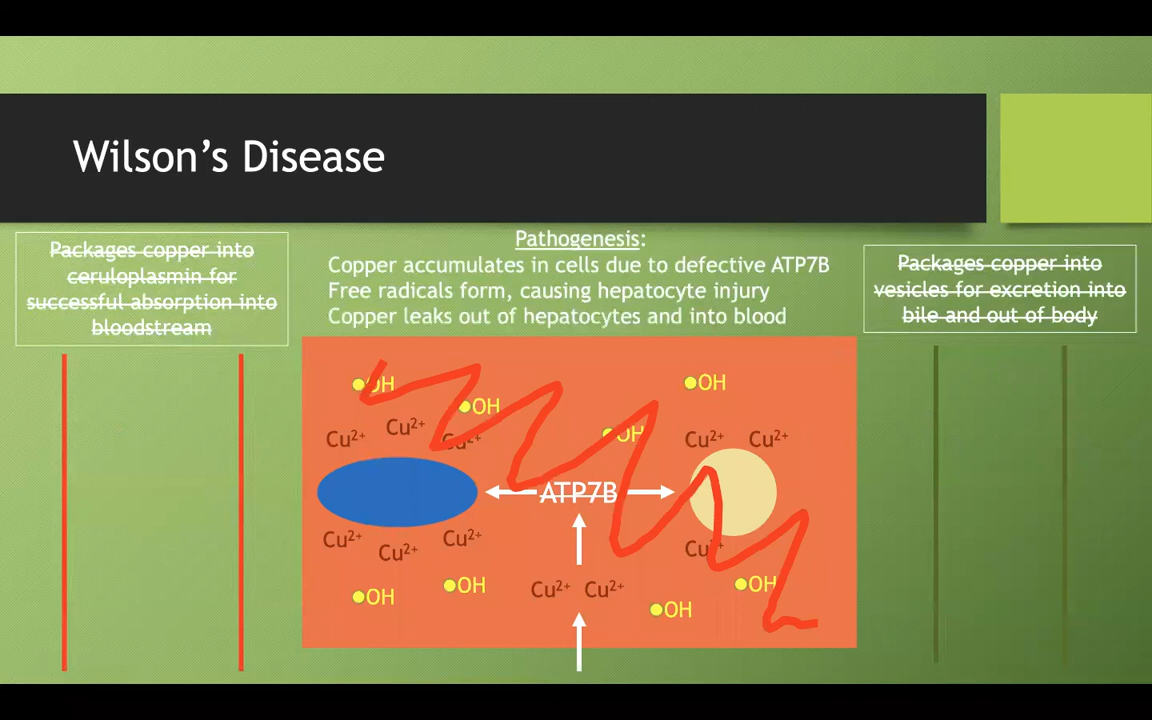 Wilson’s Disease
Packages copper into
ceruloplasmin for
successful absorption into
bloodstream
Pathogenesis:
Copper accumulates in cells due to defective ATP7B
Free radicals form, causing hepatocyte injury
Copper leaks out of hepatocytes and into blood
Packages copper into
vesicles for excretion into
bile and out of body
●OH ●OH
●OH
●OH
Cu²⁺ Cu²⁺ Cu²⁺ Cu²⁺ Cu²⁺
ATP7B
Cu²⁺ Cu²⁺ Cu²⁺ Cu²⁺
Cu²⁺ Cu²⁺
●OH ●OH ●OH ●OH